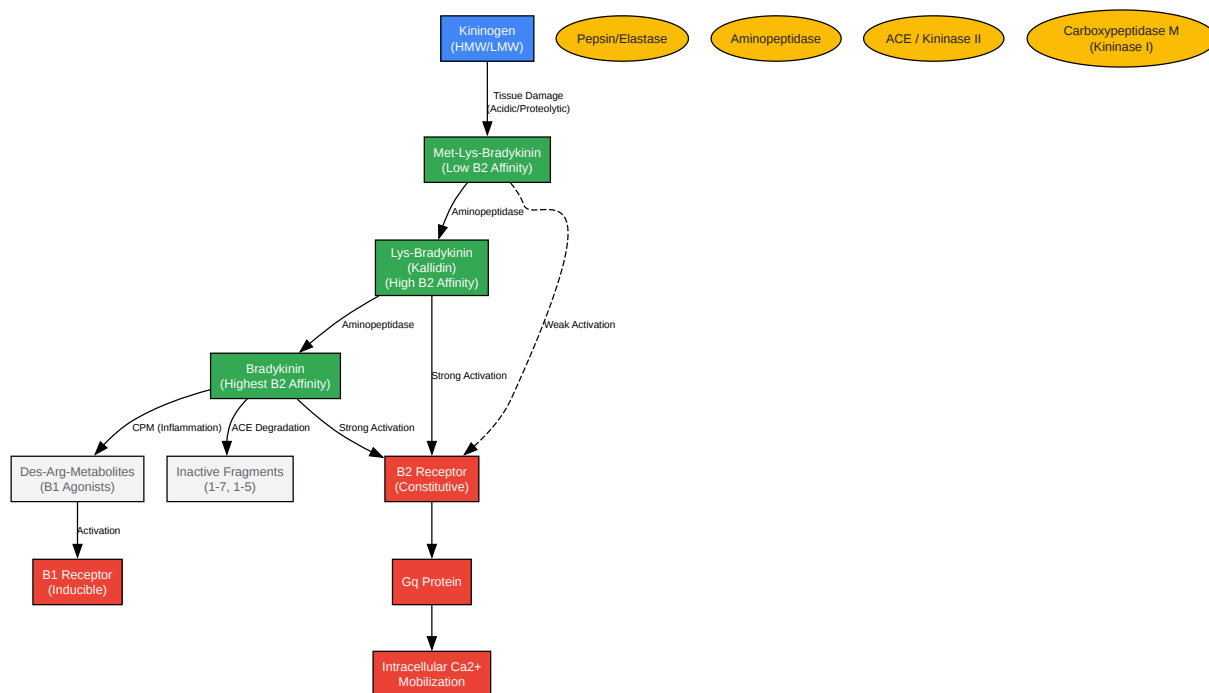 Kininogen
(HMW/LMW)
Pepsin/Elastase
Aminopeptidase
ACE / Kininase II
Carboxypeptidase M
(Kininase I)
Tissue Damage
(Acidic/Proteolytic)
Met-Lys-Bradykinin
(Low B2 Affinity)
Aminopeptidase
Lys-Bradykinin
(Kallidin)
(High B2 Affinity)
Aminopeptidase
Weak Activation
Bradykinin
(Highest B2 Affinity)
Strong Activation
CPM (Inflammation)
ACE Degradation
Strong Activation
Des-Arg-Metabolites
(B1 Agonists)
Inactive Fragments
(1-7, 1-5)
B2 Receptor
(Constitutive)
Activation
B1 Receptor
(Inducible)
Gq Protein
Intracellular Ca2+
Mobilization